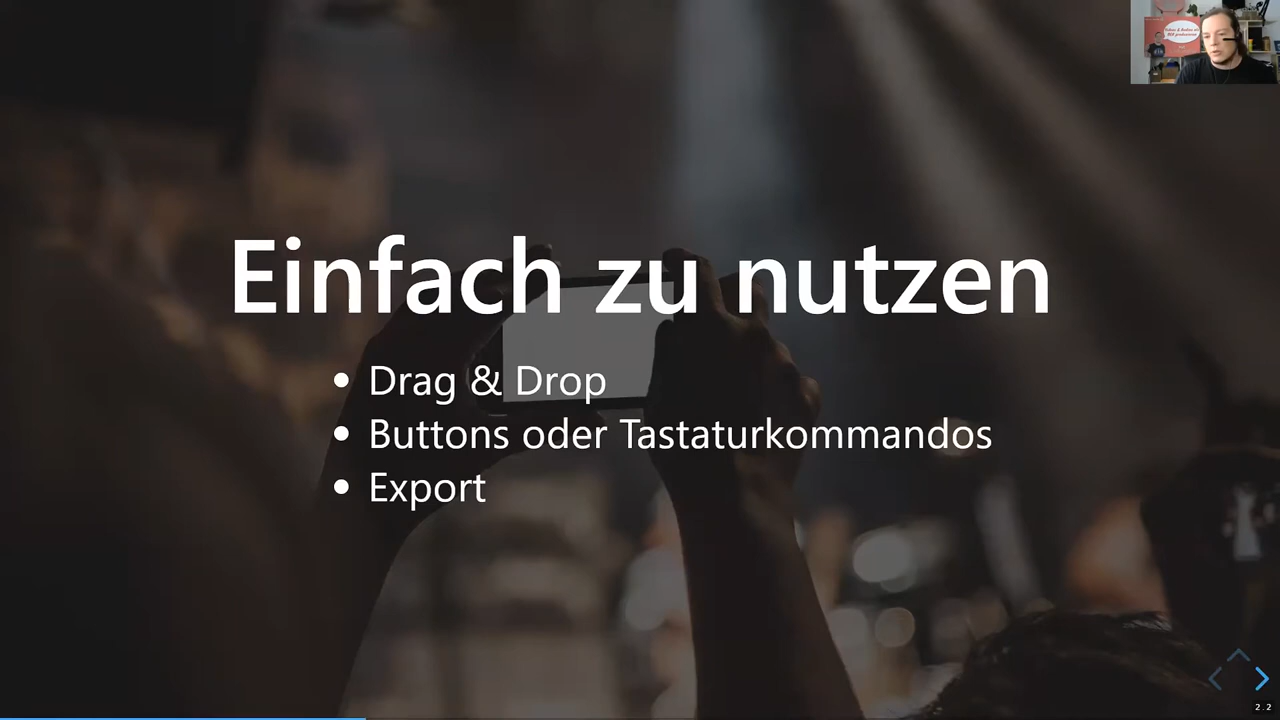 Einfach zu nutzen
• Drag & Drop
• Buttons oder Tastaturkommandos
• Export
2.2